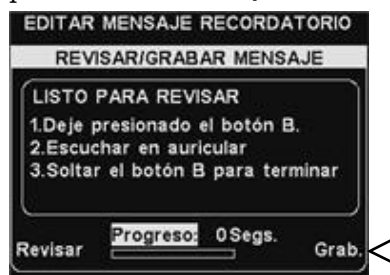 EDITAR MENSAJE RECORDATORIO
REVISAR/GRABAR MENSAJE
LISTO PARA REVISAR
1.Deje presionado el botón B.
2.Escuchar en auricular
3.Soltar el botón B para terminar
Progreso: 0Segs.
Revisar Grab.